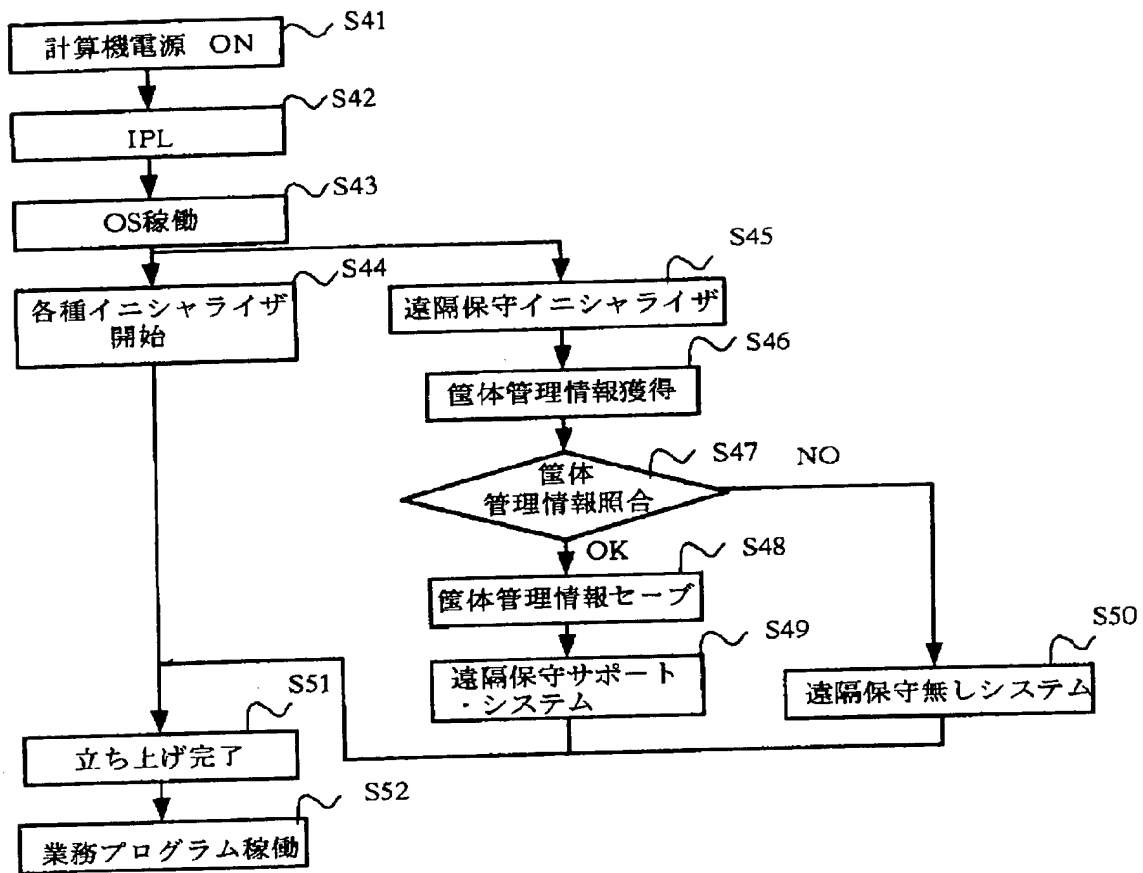 S41
計算機電源 ON
S42
IPL
S43
OS稼働
S44
各種イニシャライザ
開始
S45
遠隔保守イニシャライザ
S46
筐体管理情報獲得
S47
NO
筐体
管理情報照合
OK
S48
筐体管理情報セーブ
S49
遠隔保守サポート
・システム
S50
遠隔保守無しシステム
S51
立ち上げ完了
S52
業務プログラム稼働